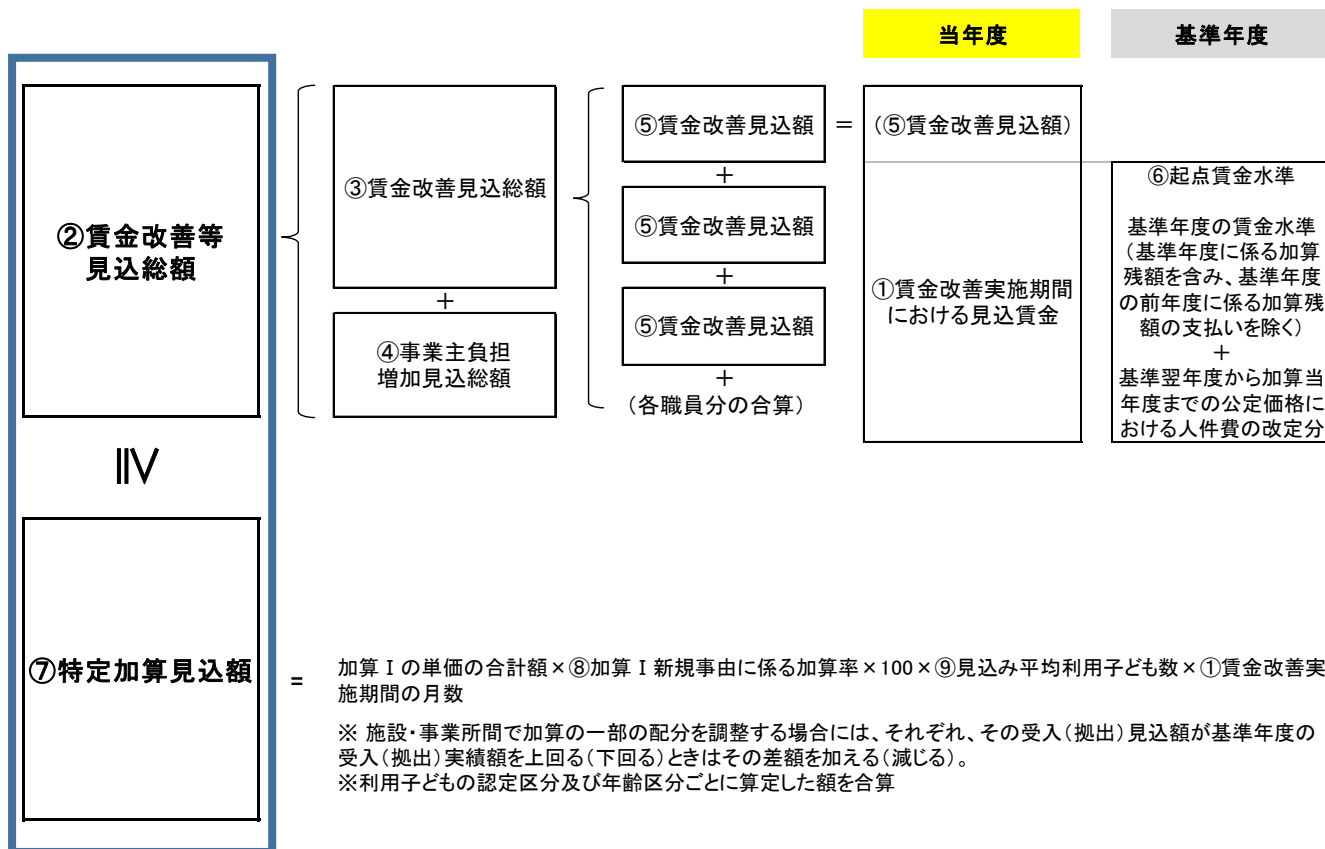 当年度
基準年度
②賃金改善等
見込総額
③賃金改善見込総額
＋
④事業主負担
増加見込総額
⑤賃金改善見込額
＋
⑤賃金改善見込額
＋
⑤賃金改善見込額
＋
(各職員分の合算)
＝
(⑤賃金改善見込額)
①賃金改善実施期間
における見込賃金
⑥起点賃金水準
基準年度の賃金水準
(基準年度に係る加算
残額を含み、基準年度
の前年度に係る加算残
額の支払いを除く)
＋
基準翌年度から加算当
年度までの公定価格に
おける人件費の改定分
≧
⑦特定加算見込額
=
加算Ⅰの単価の合計額×⑧加算Ⅰ新規事由に係る加算率×100×⑨見込み平均利用子ども数×①賃金改善実
施期間の月数
※ 施設・事業所間で加算の一部の配分を調整する場合には、それぞれ、その受入(拠出)見込額が基準年度の
受入(拠出)実績額を上回る(下回る)ときはその差額を加える(減じる)。
※利用子どもの認定区分及び年齢区分ごとに算定した額を合算